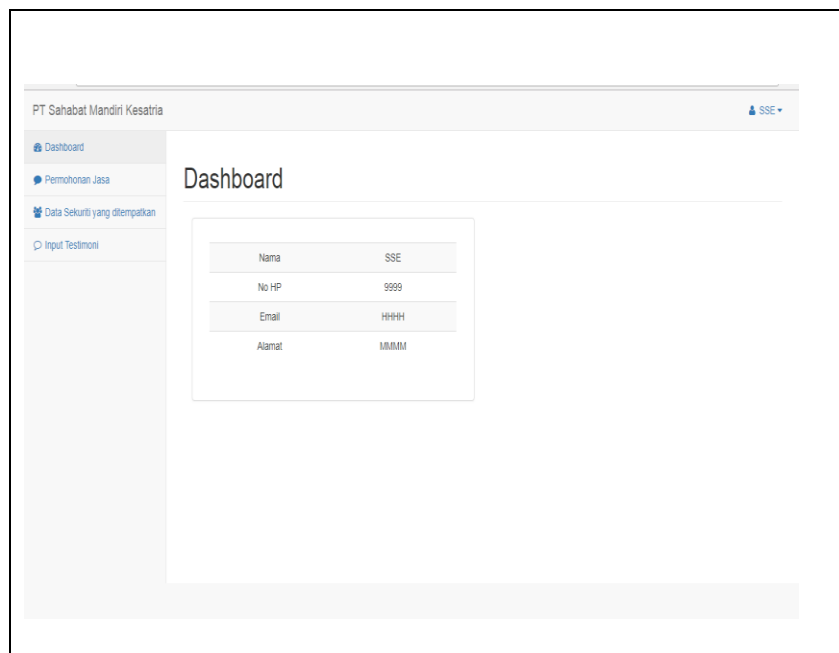 PT Sahabat Mandiri Kesatria
SSE
Dashboard
Permohonan Jasa
Data Sekuriti yang ditempatkan
Input Testimoni
Dashboard
Nama SSE
No HP 9999
Email HHHH
Alamat MMMM